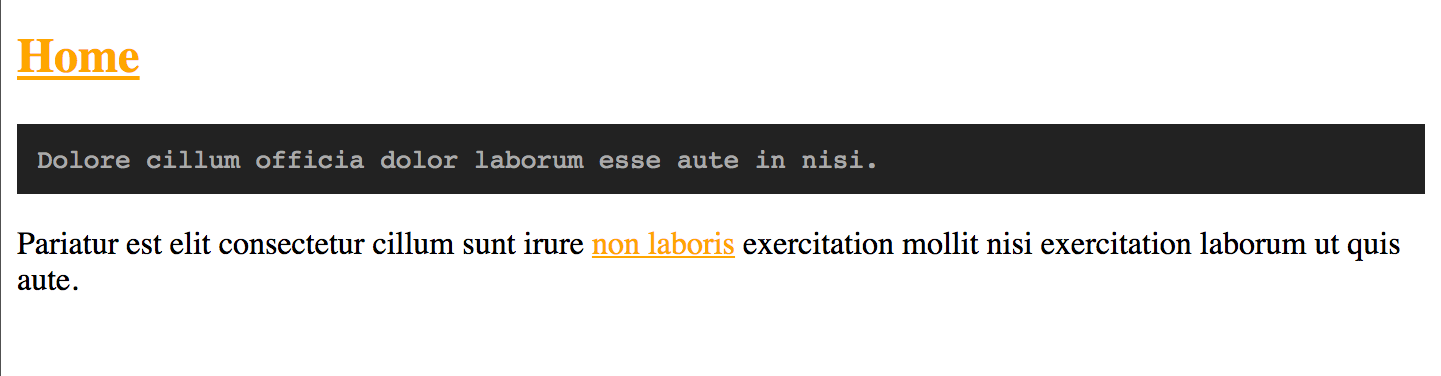 Home
Dolore cillum officia dolor laborum esse aute in nisi.
Pariatur est elit consectetur cillum sunt irure non laboris exercitation mollit nisi exercitation laborum ut quis
aute.